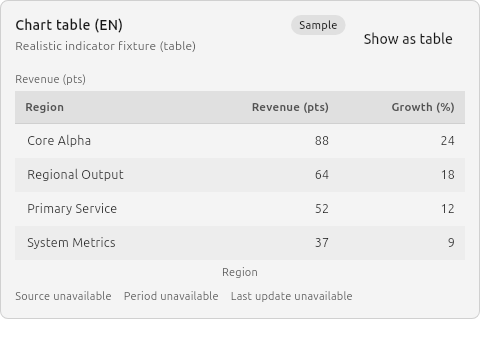 Chart table (EN)
Sample
Show as table
Realistic indicator fixture (table)
Revenue (pts)
Region Revenue (pts) Growth (%)
Core Alpha 88 24
Regional Output 64 18
Primary Service 52 12
System Metrics 37 9
Region
Source unavailable Period unavailable Last update unavailable